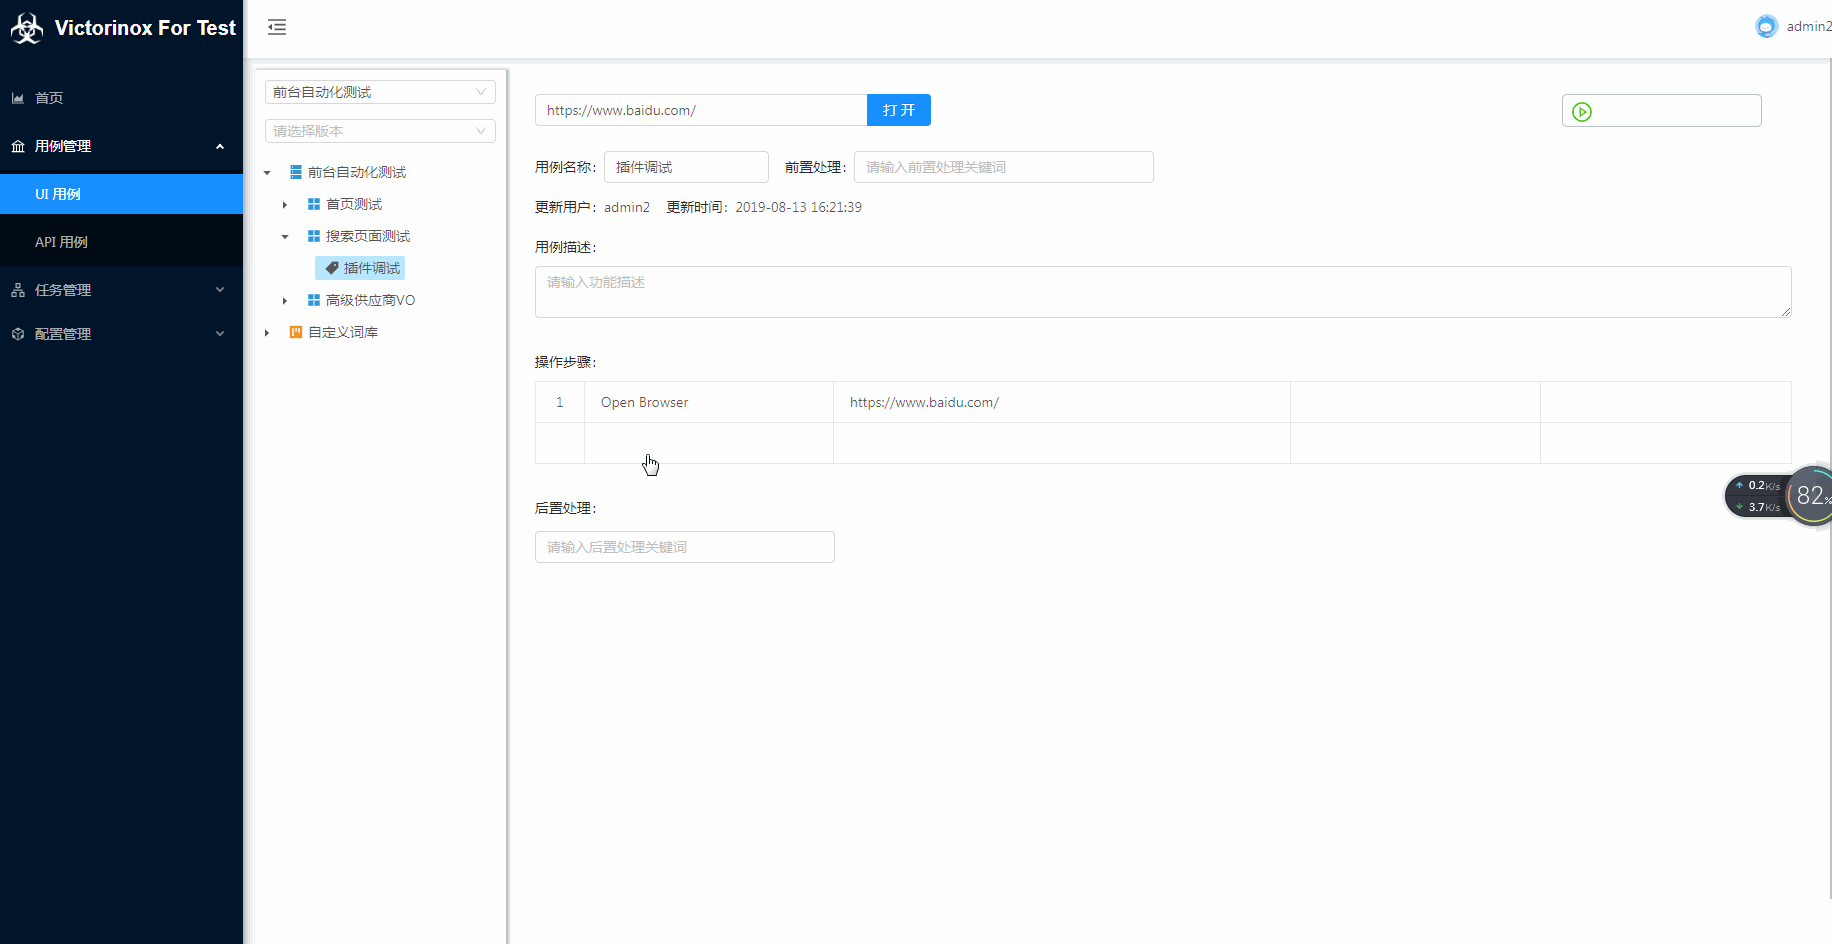 Victorinox For Test
admin2
首页
用例管理
UI 用例
API 用例
任务管理
配置管理
前台自动化测试
请选择版本
前台自动化测试
首页测试
搜索页面测试
插件调试
高级供应商VO
自定义词库
https://www.baidu.com/ 打 开
用例名称: 插件调试 前置处理: 请输入前置处理关键词
更新用户: admin2 更新时间: 2019-08-13 16:21:39
用例描述:
请输入功能描述
操作步骤:
1 Open Browser https://www.baidu.com/
后置处理:
请输入后置处理关键词
0.2K/s
3.7K/s
82%